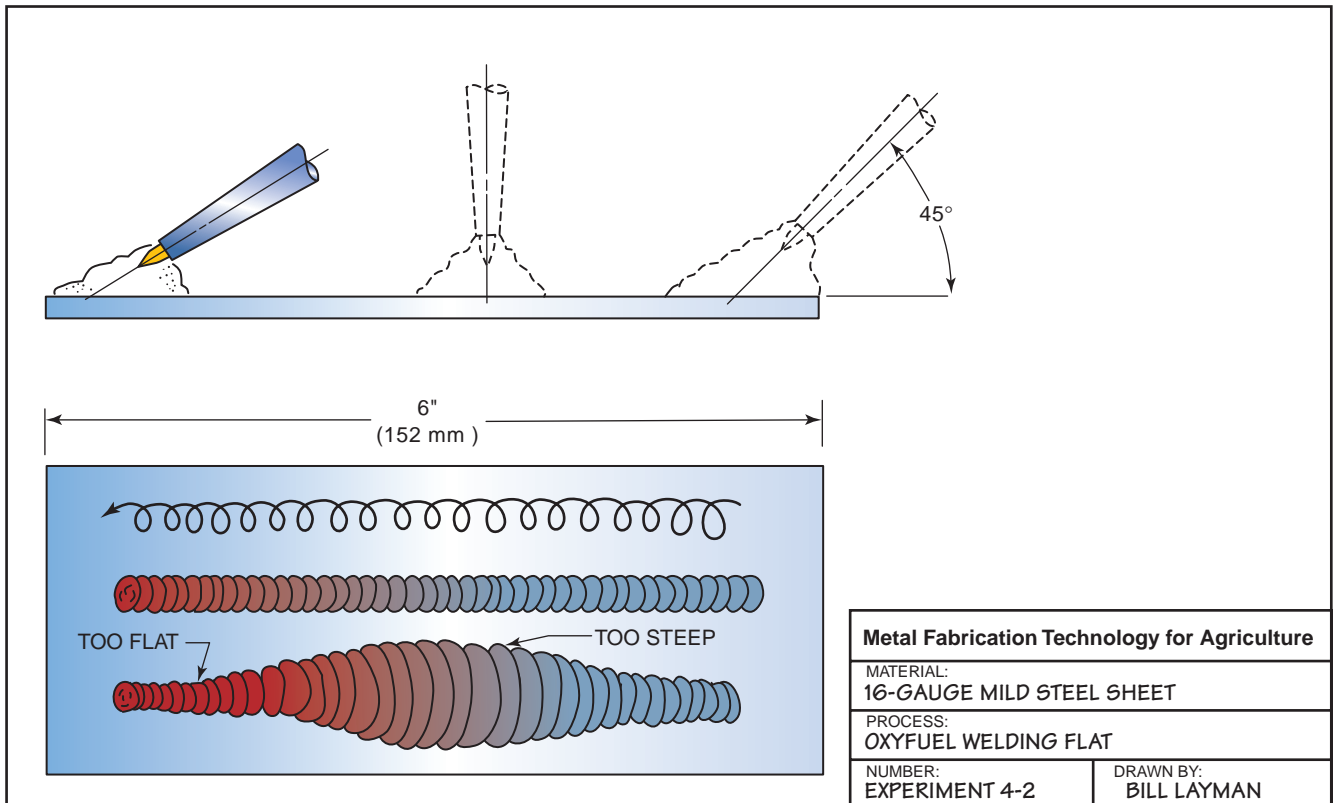 45°
6"
(152 mm )
TOO FLAT
TOO STEEP
Metal Fabrication Technology for Agriculture
MATERIAL:
16-GAUGE MILD STEEL SHEET
PROCESS:
OXYFUEL WELDING FLAT
NUMBER:
EXPERIMENT 4-2
DRAWN BY:
BILL LAYMAN